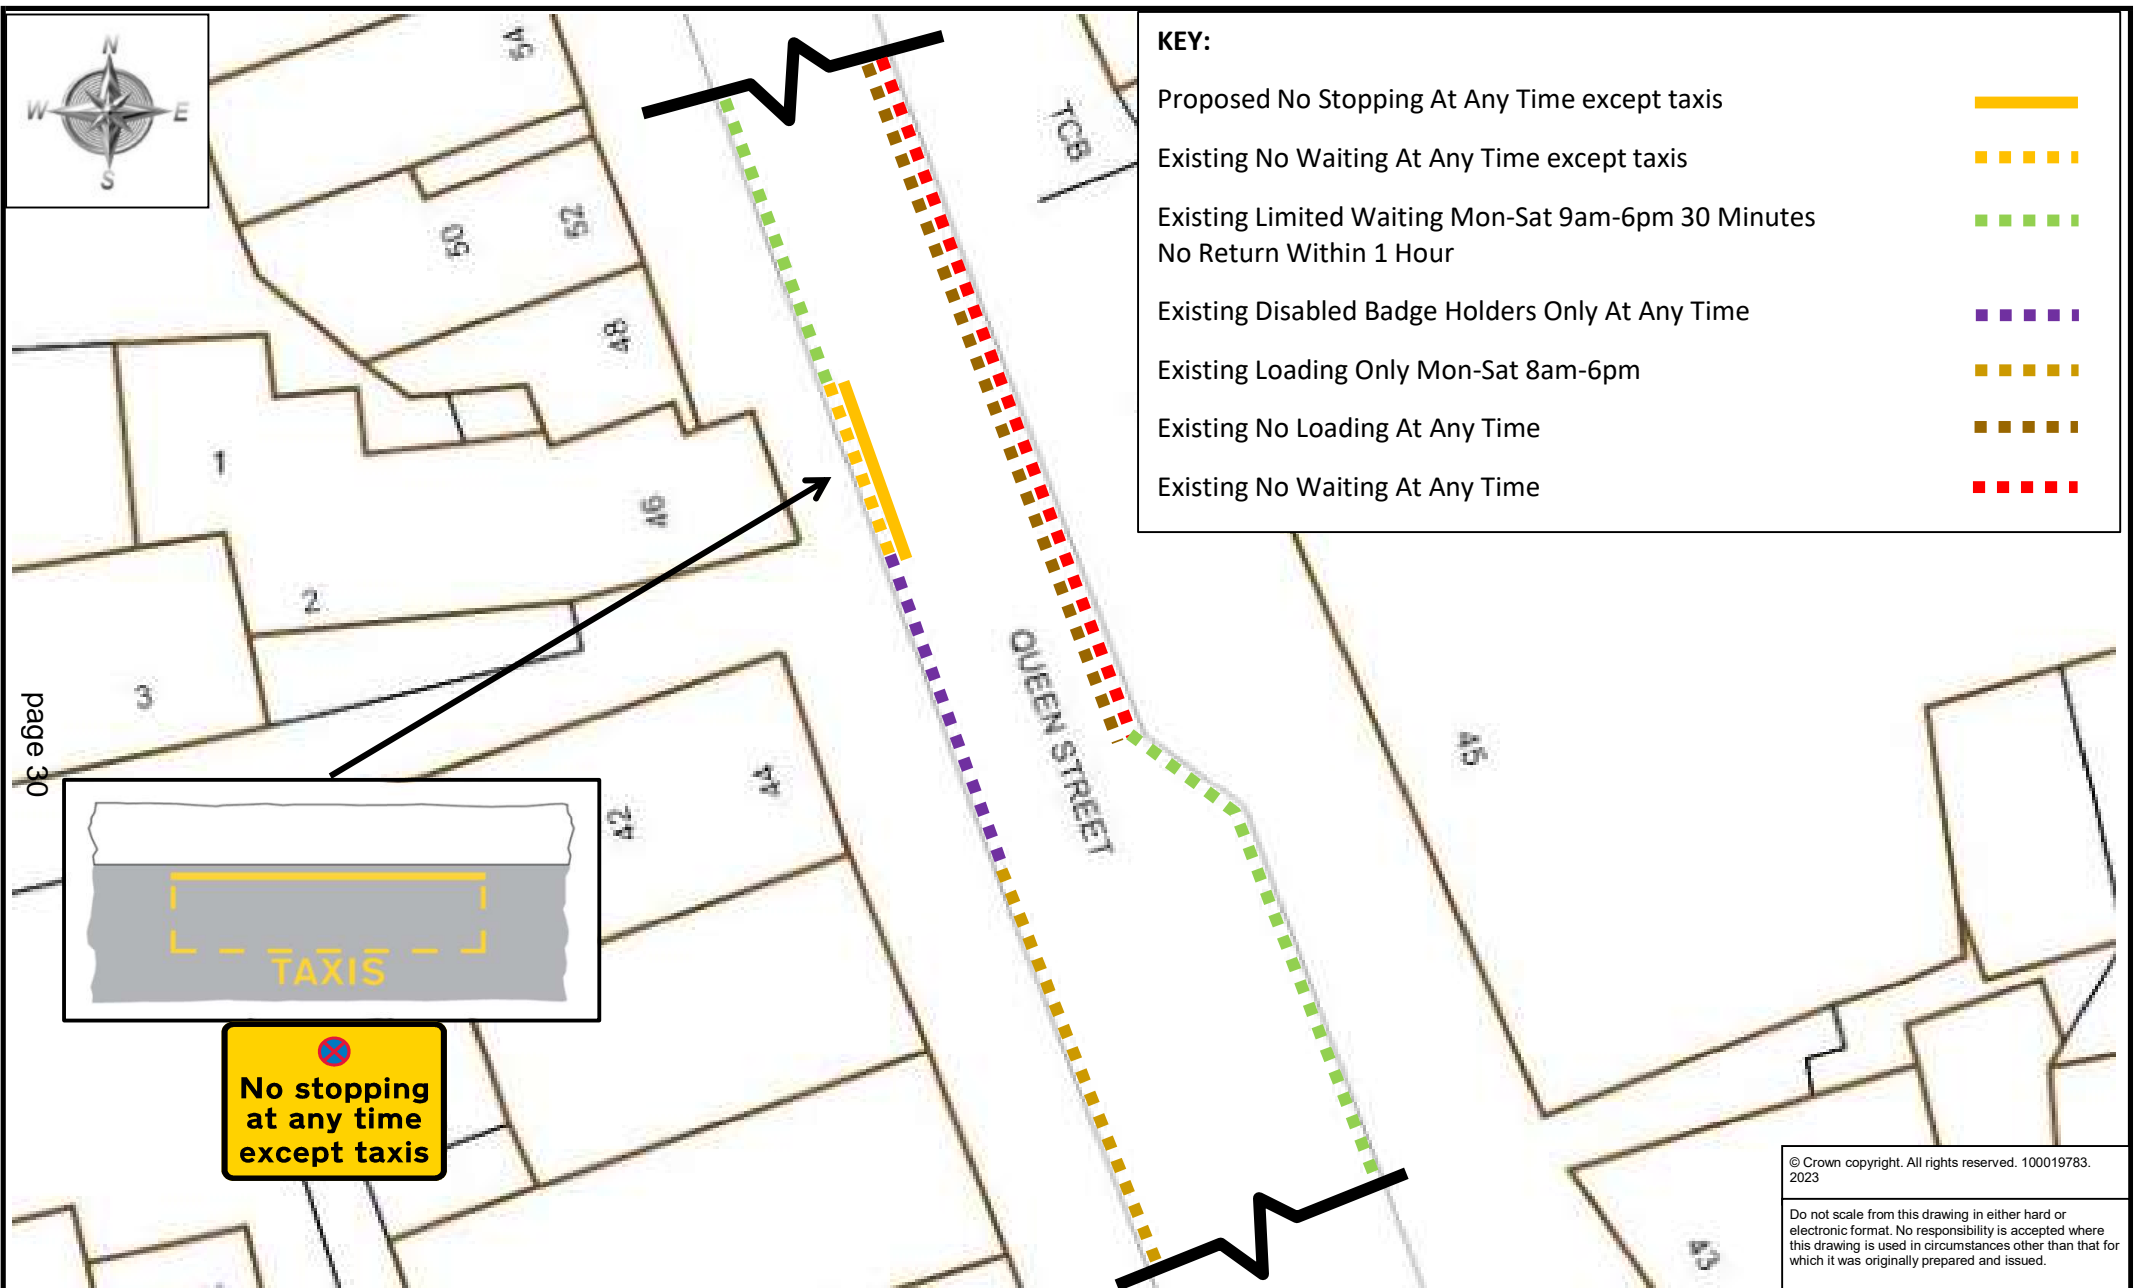 N
W
E
S
KEY:
Proposed No Stopping At Any Time except taxis
Existing No Waiting At Any Time except taxis
Existing Limited Waiting Mon-Sat 9am-6pm 30 Minutes
No Return Within 1 Hour
Existing Disabled Badge Holders Only At Any Time
Existing Loading Only Mon-Sat 8am-6pm
Existing No Loading At Any Time
Existing No Waiting At Any Time
54
TCB
52
50
48
1
46
2
3
QUEEN STREET
45
44
42
page 30
TAXIS
No stopping
at any time
except taxis
43
© Crown copyright. All rights reserved. 100019783.
2023
Do not scale from this drawing in either hard or
electronic format. No responsibility is accepted where
this drawing is used in circumstances other than that for
which it was originally prepared and issued.